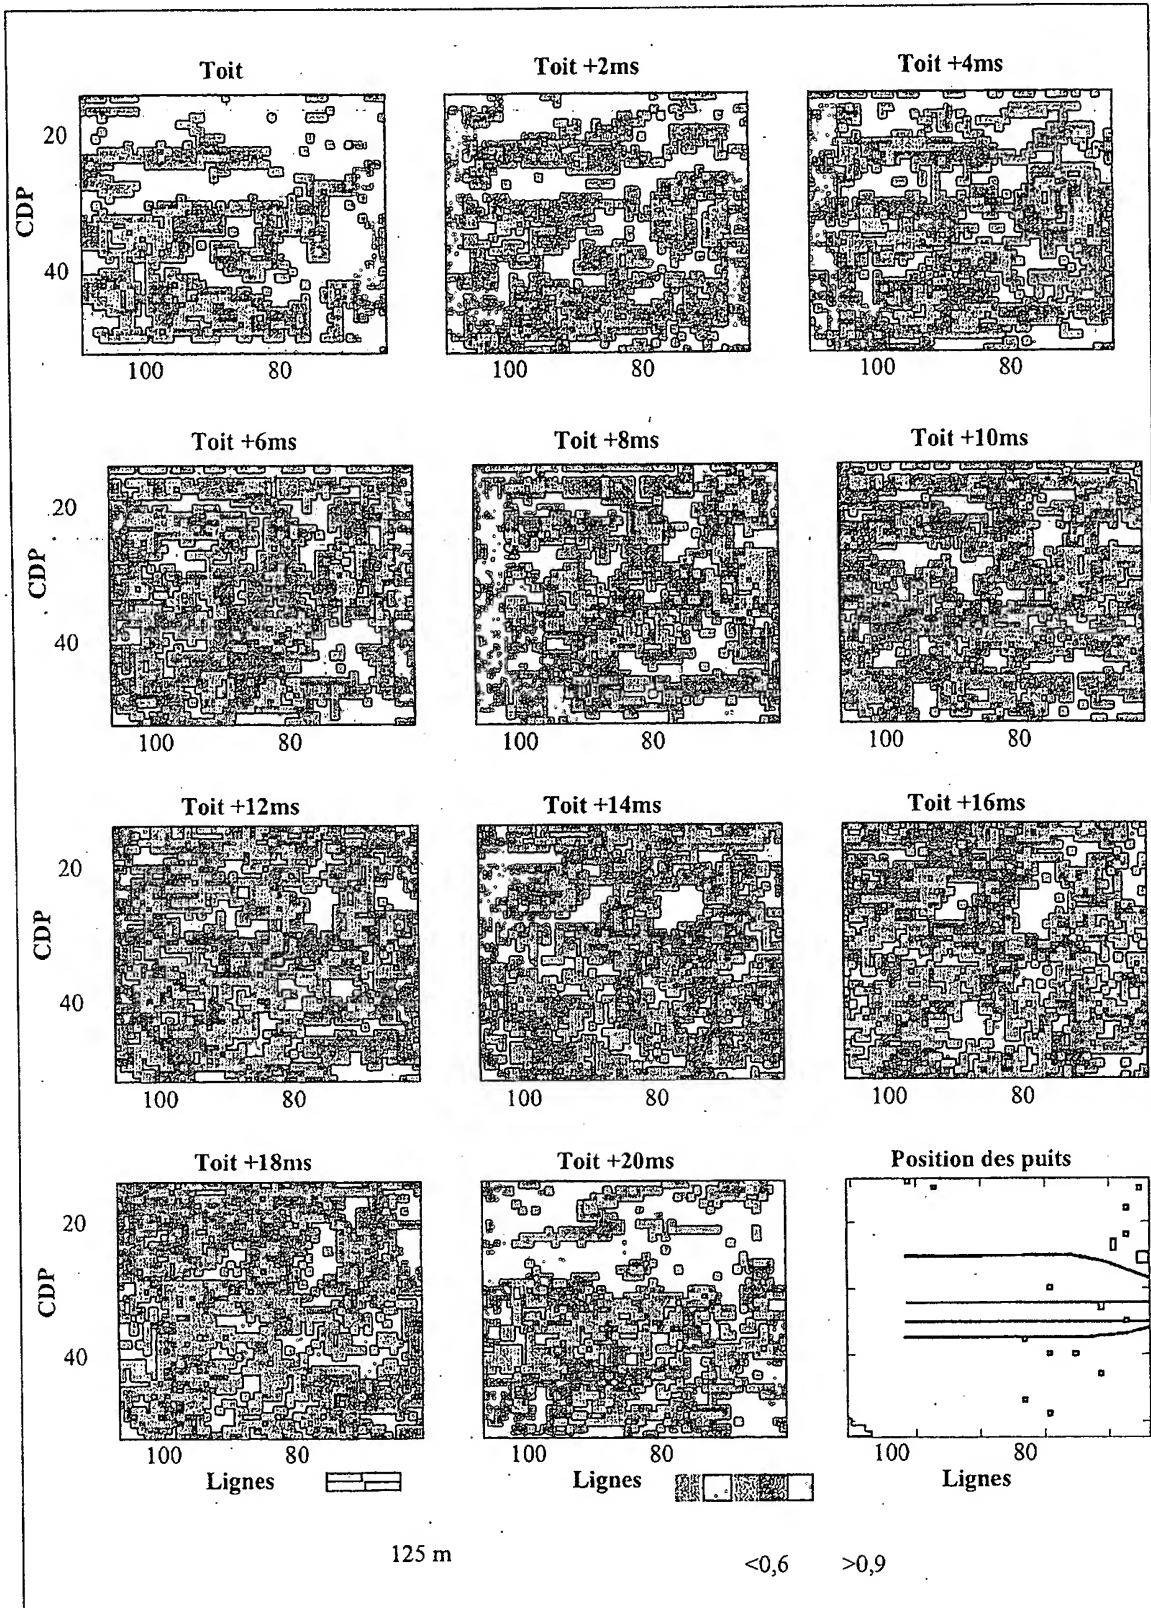 Toit Toit +2ms Toit +4ms
20
CDP
40
100 80 100 80 100 80
Toit +6ms Toit +8ms Toit +10ms
20
CDP
40
100 80 100 80 100 80
Toit +12ms Toit +14ms Toit +16ms
20
CDP
40
100 80 100 80 100 80
Toit +18ms Toit +20ms Position des puits
20
CDP
40
100 80 100 80 100 80
Lignes Lignes Lignes
125 m <0,6 >0,9